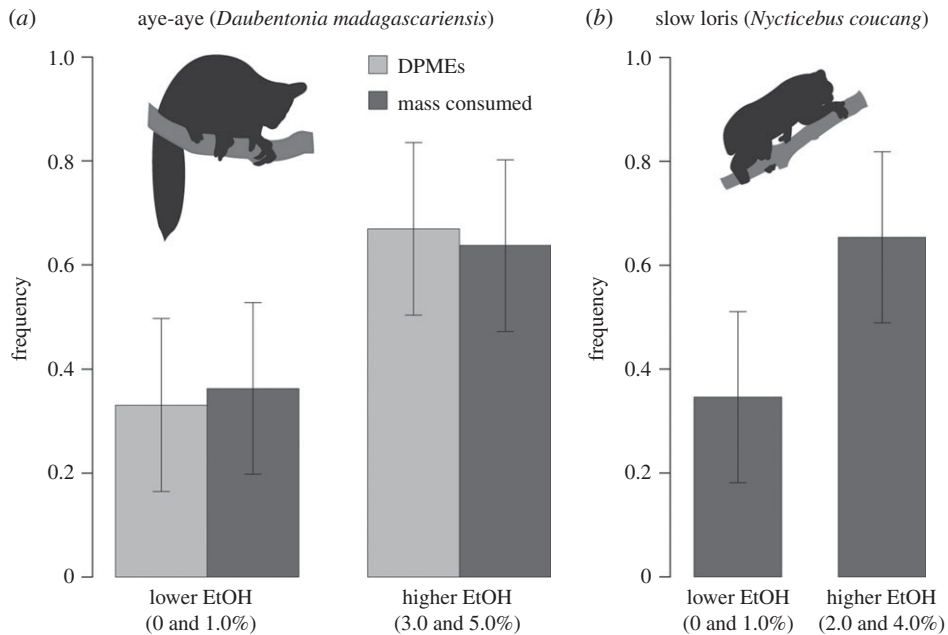 (a) aye-aye (Daubentonia madagascariensis)
1.0
0.8
0.6
0.4
0.2
0
frequency
DPMEs
mass consumed
lower EtOH
(0 and 1.0%)
higher EtOH
(3.0 and 5.0%)
(b) slow loris (Nycticebus coucang)
1.0
0.8
0.6
0.4
0.2
0
frequency
lower EtOH
(0 and 1.0%)
higher EtOH
(2.0 and 4.0%)